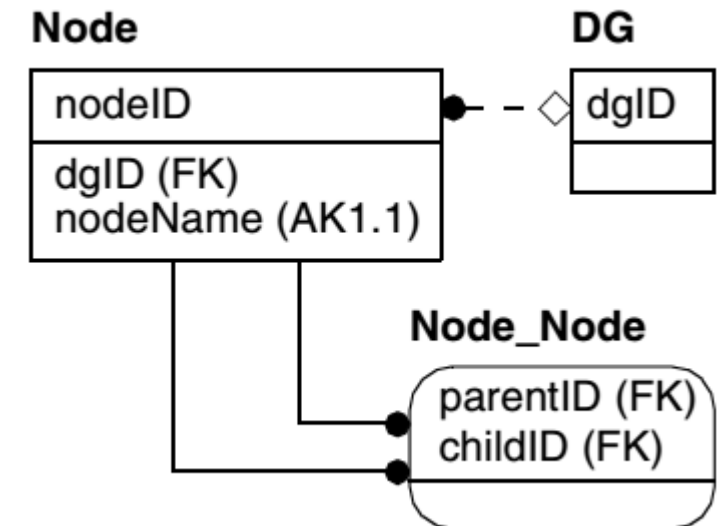 Node
nodeID
dgID (FK)
nodeName (AK1.1)
DG
dgID
Node_Node
parentID (FK)
childID (FK)